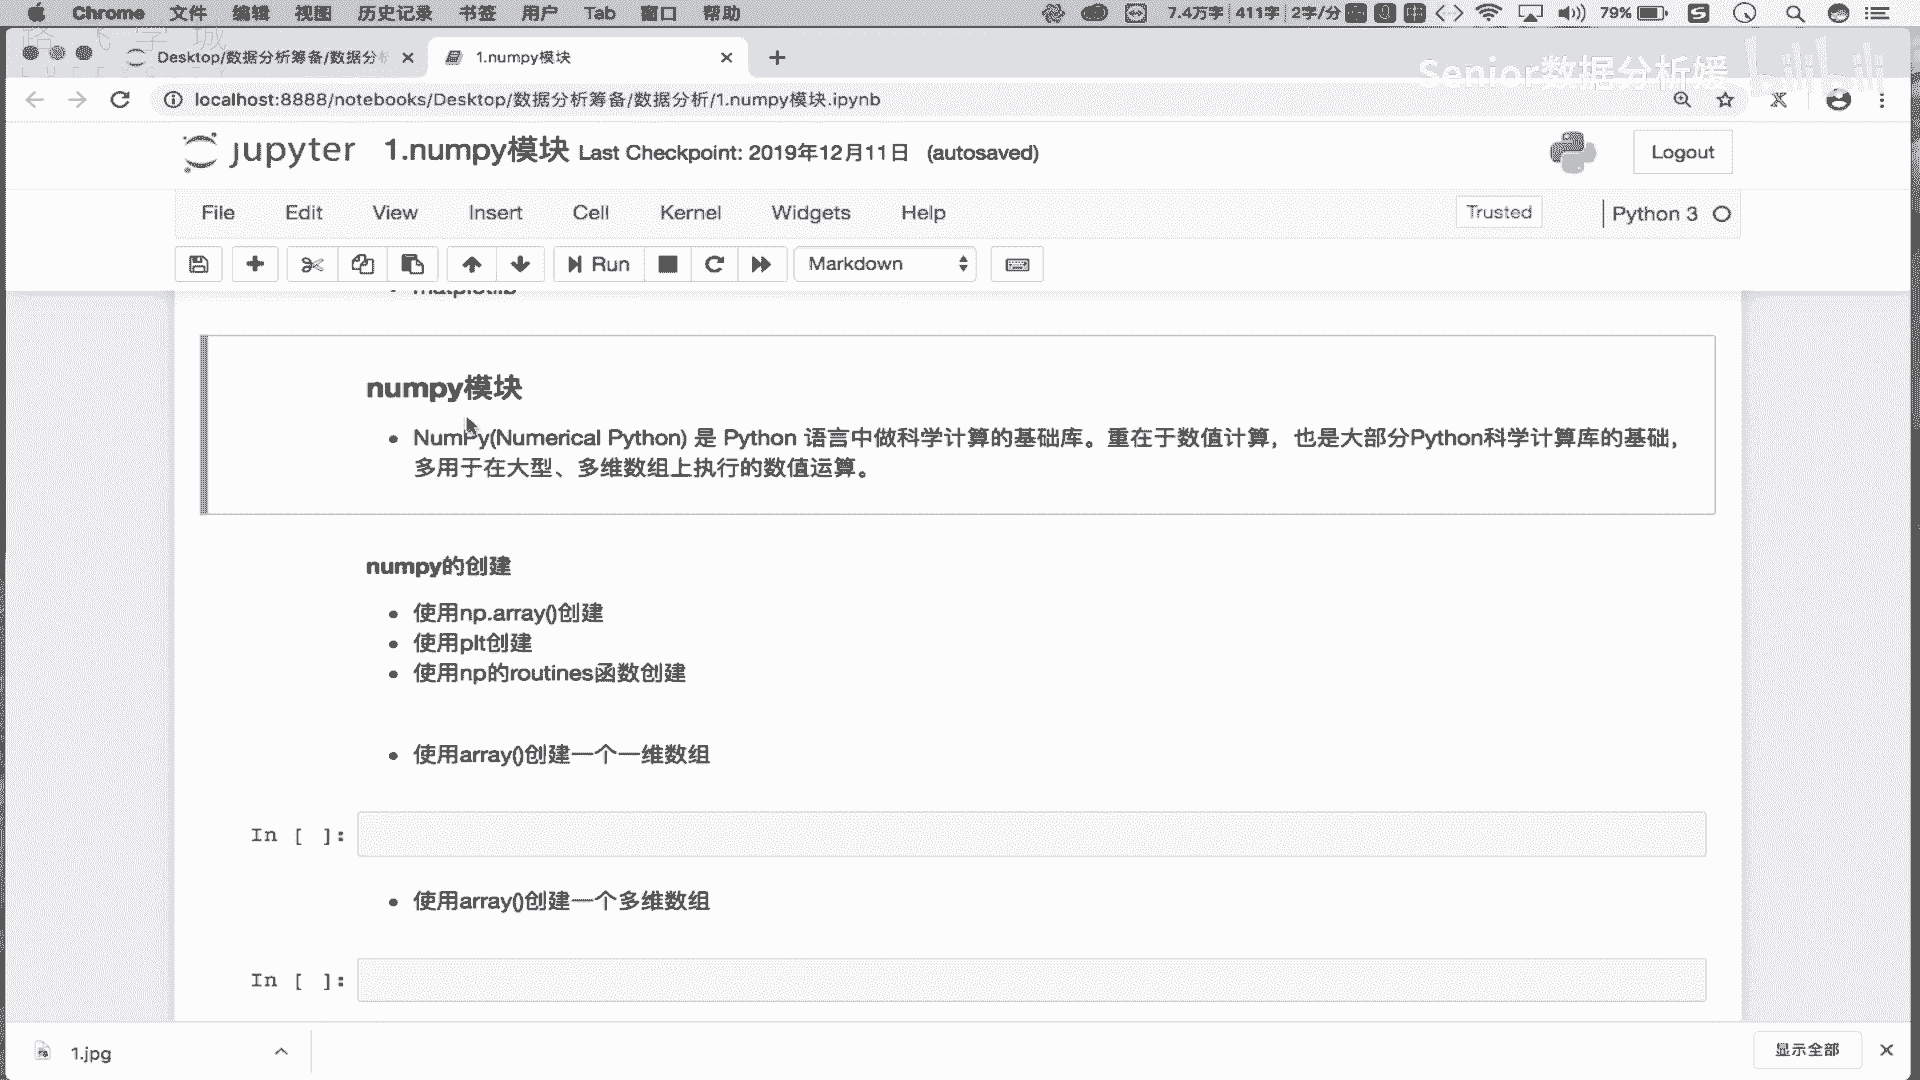 Chrome 文件 编辑 视图 历史记录 书签 用户 Tab 窗口 帮助 7.4万字 411字 2字/分 79%
路飞学城
Desktop/数据分析筹备/数据分析
1.numpy模块
Senior数据分析媛 bilibili
localhost:8888/notebooks/Desktop/数据分析筹备/数据分析/1.numpy模块.ipynb
jupyter 1.numpy模块 Last Checkpoint: 2019年12月11日 (autosaved)
Logout
File Edit View Insert Cell Kernel Widgets Help Trusted Python 3
Run Markdown
matplotlib
numpy模块
NumPy(Numerical Python) 是 Python 语言中做科学计算的基础库。重在于数值计算，也是大部分Python科学计算库的基础，
多用于在大型、多维数组上执行的数值运算。
numpy的创建
使用np.array()创建
使用plt创建
使用np的routines函数创建
使用array()创建一个一维数组
In [ ]:
使用array()创建一个多维数组
In [ ]:
1.jpg
显示全部